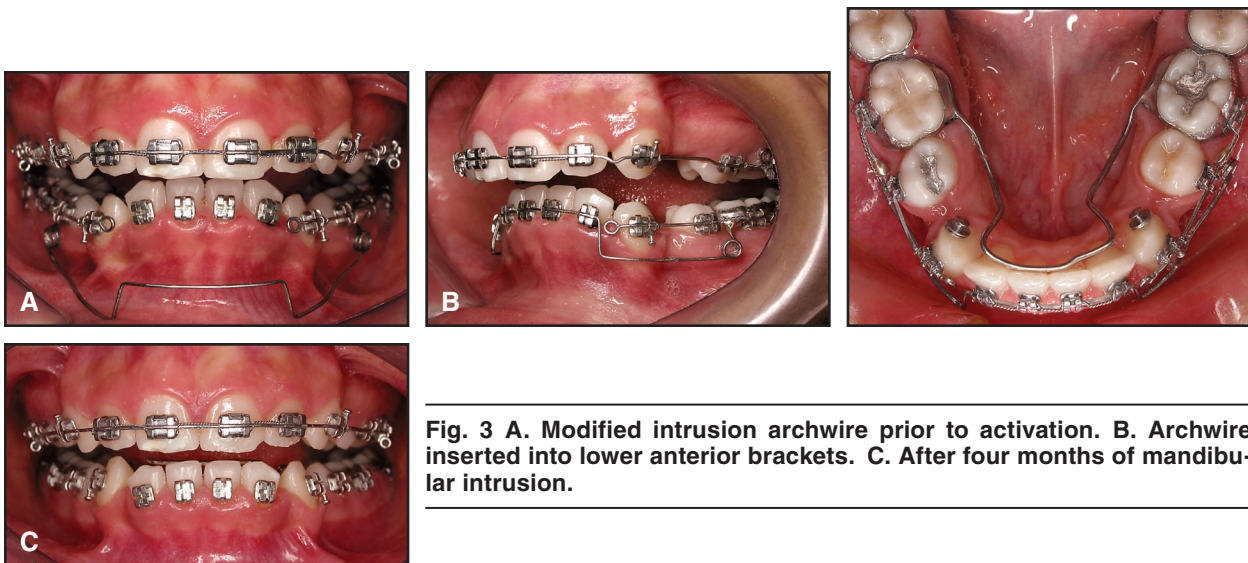 A
B
C
Fig. 3 A. Modified intrusion archwire prior to activation. B. Archwire
inserted into lower anterior brackets. C. After four months of mandibu-
lar intrusion.